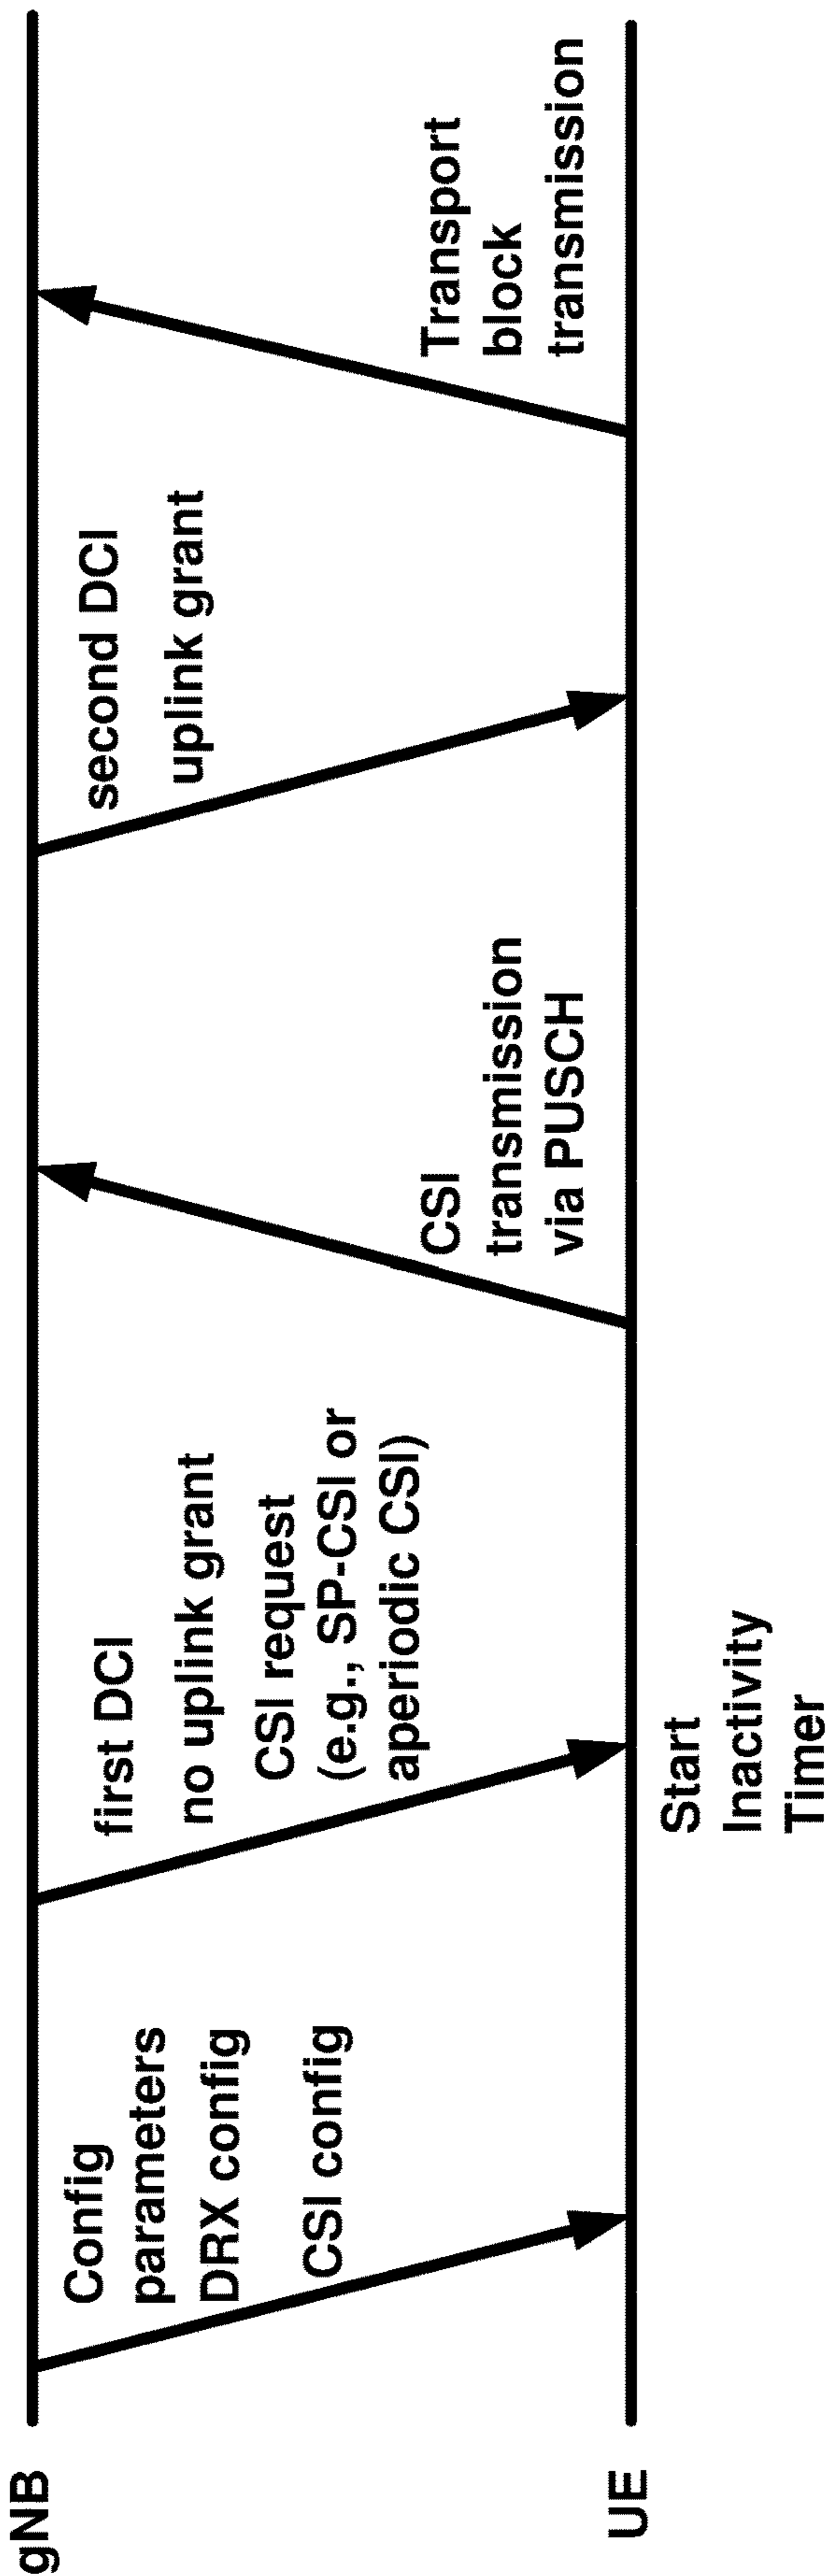 gNB
Config
parameters
DRX config
CSI config
first DCI
no uplink grant
CSI request
(e.g., SP-CSI or
aperiodic CSI)
CSI
transmission
via PUSCH
second DCI
uplink grant
Transport
block
transmission
UE
Start
Inactivity
Timer